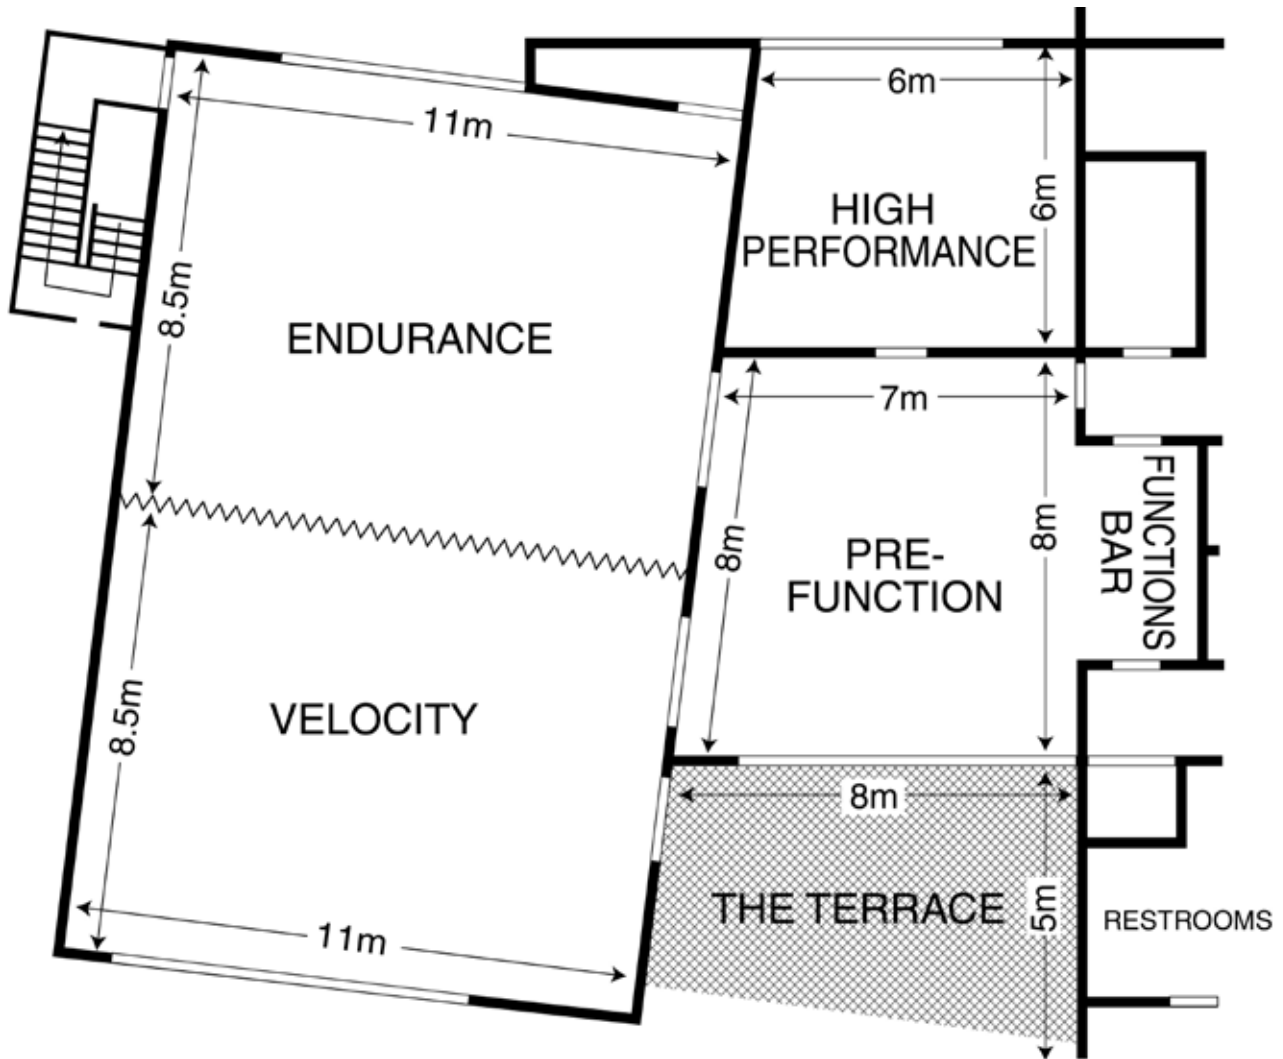 6m
11m
HIGH
PERFORMANCE
6m
8.5m
ENDURANCE
7m
8m
PRE-
FUNCTION
8m
FUNCTIONS
BAR
8.5m
VELOCITY
8m
THE TERRACE
5m
RESTROOMS
11m